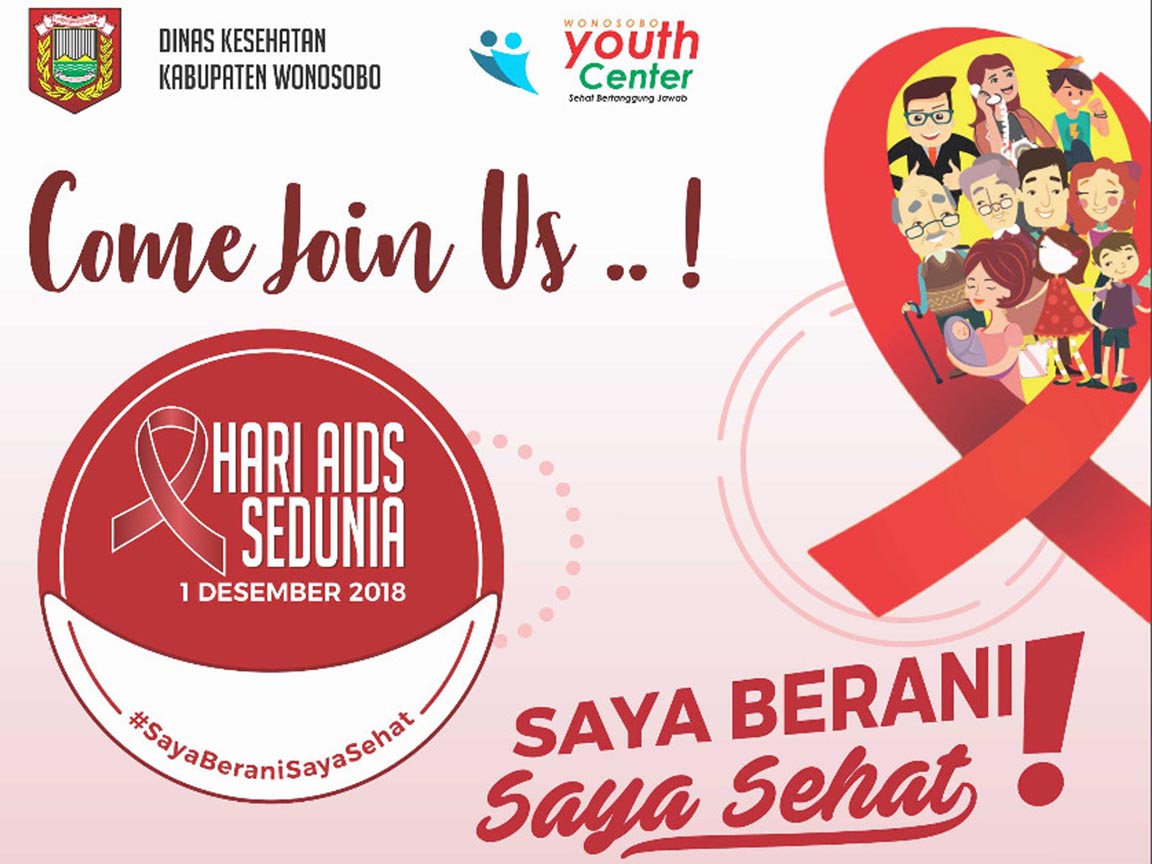 DINAS KESEHATAN
KABUPATEN WONOSOBO
WONOSOBO
youth
Center
Sehat Bertanggung Jawab
Come Join Us .. !
HARI AIDS
SEDUNIA
1 DESEMBER 2018
#SayaBeraniSayaSehat
SAYA BERANI
Saya Sehat!